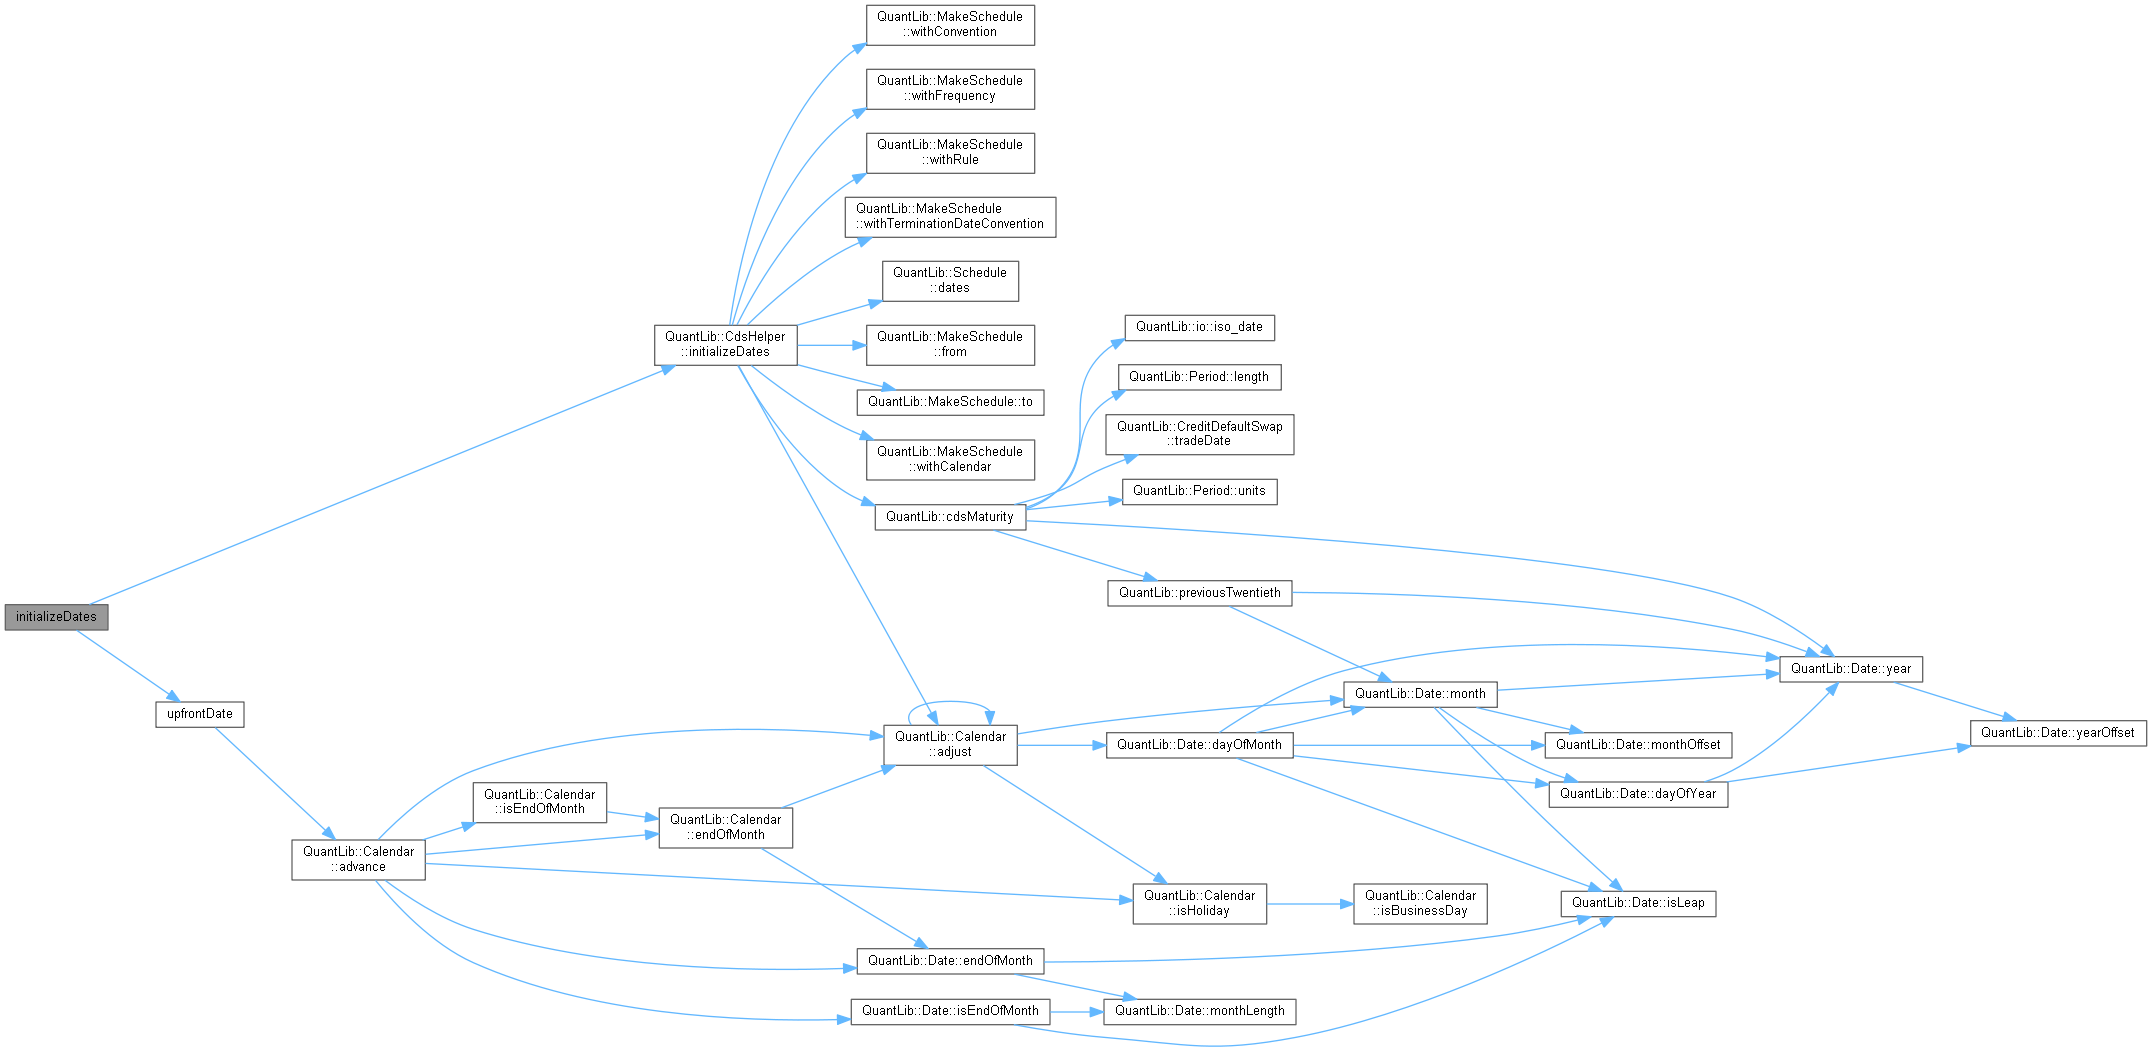 QuantLib::MakeSchedule
::withConvention
QuantLib::MakeSchedule
::withFrequency
QuantLib::MakeSchedule
::withRule
QuantLib::MakeSchedule
::withTerminationDateConvention
QuantLib::Schedule
::dates
QuantLib::CdsHelper
::initializeDates
QuantLib::MakeSchedule
::from
QuantLib::MakeSchedule::to
QuantLib::MakeSchedule
::withCalendar
QuantLib::cdsMaturity
QuantLib::io::iso_date
QuantLib::Period::length
QuantLib::CreditDefaultSwap
::tradeDate
QuantLib::Period::units
QuantLib::previousTwentieth
initializeDates
upfrontDate
QuantLib::Calendar
::advance
QuantLib::Calendar
::isEndOfMonth
QuantLib::Calendar
::endOfMonth
QuantLib::Calendar
::adjust
QuantLib::Date::dayOfMonth
QuantLib::Date::month
QuantLib::Date::year
QuantLib::Date::monthOffset
QuantLib::Date::yearOffset
QuantLib::Date::dayOfYear
QuantLib::Calendar
::isHoliday
QuantLib::Calendar
::isBusinessDay
QuantLib::Date::isLeap
QuantLib::Date::endOfMonth
QuantLib::Date::isEndOfMonth
QuantLib::Date::monthLength